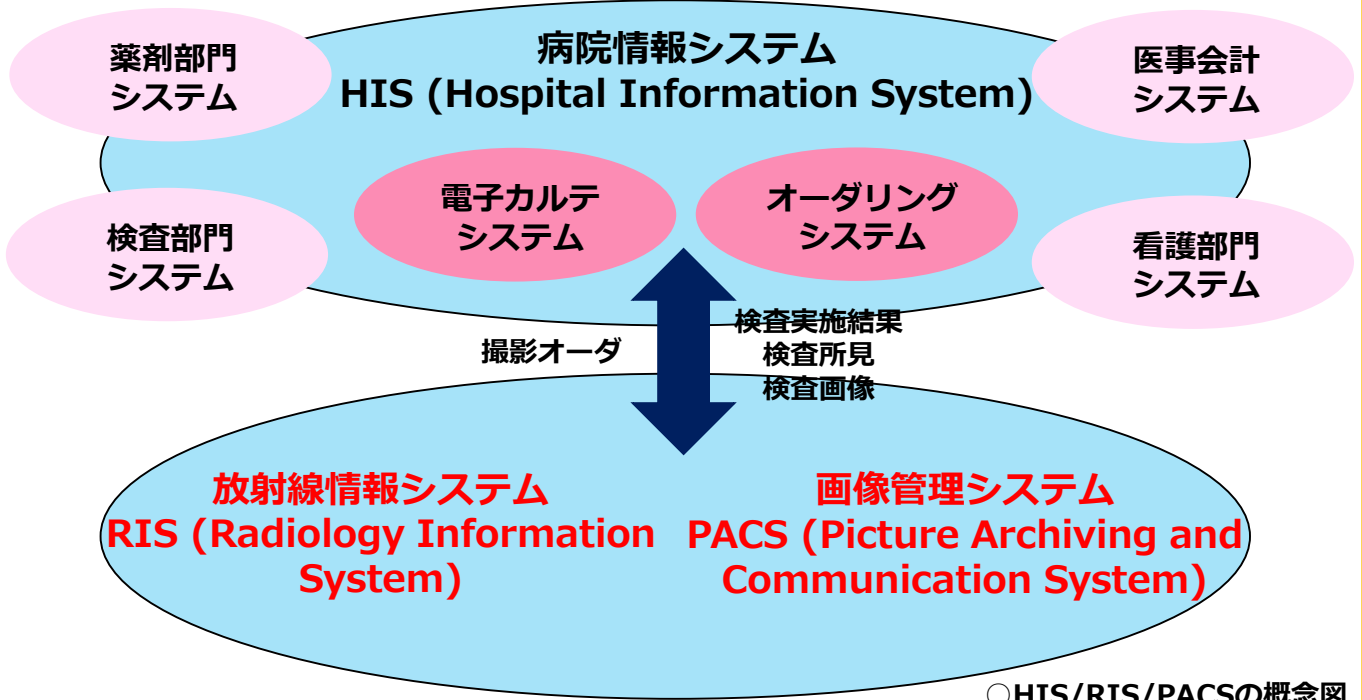 病院情報システム
HIS (Hospital Information System)
薬剤部門
システム
医事会計
システム
電子カルテ
システム
オーダリング
システム
検査部門
システム
看護部門
システム
撮影オーダ
検査実施結果
検査所見
検査画像
放射線情報システム
RIS (Radiology Information
System)
画像管理システム
PACS (Picture Archiving and
Communication System)
○HIS/RIS/PACSの概念図